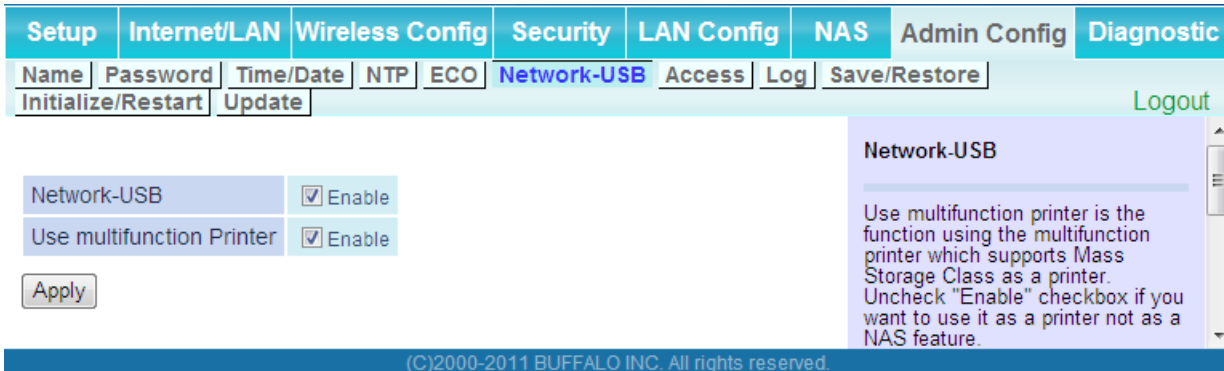 Setup Internet/LAN Wireless Config Security LAN Config NAS Admin Config Diagnostic
Name Password Time/Date NTP ECO Network-USB Access Log Save/Restore
Initialize/Restart Update
Logout
Network-USB Enable
Use multifunction Printer Enable
Apply
Network-USB
Use multifunction printer is the
function using the multifunction
printer which supports Mass
Storage Class as a printer.
Uncheck "Enable" checkbox if you
want to use it as a printer not as a
NAS feature.
(C)2000-2011 BUFFALO INC. All rights reserved.